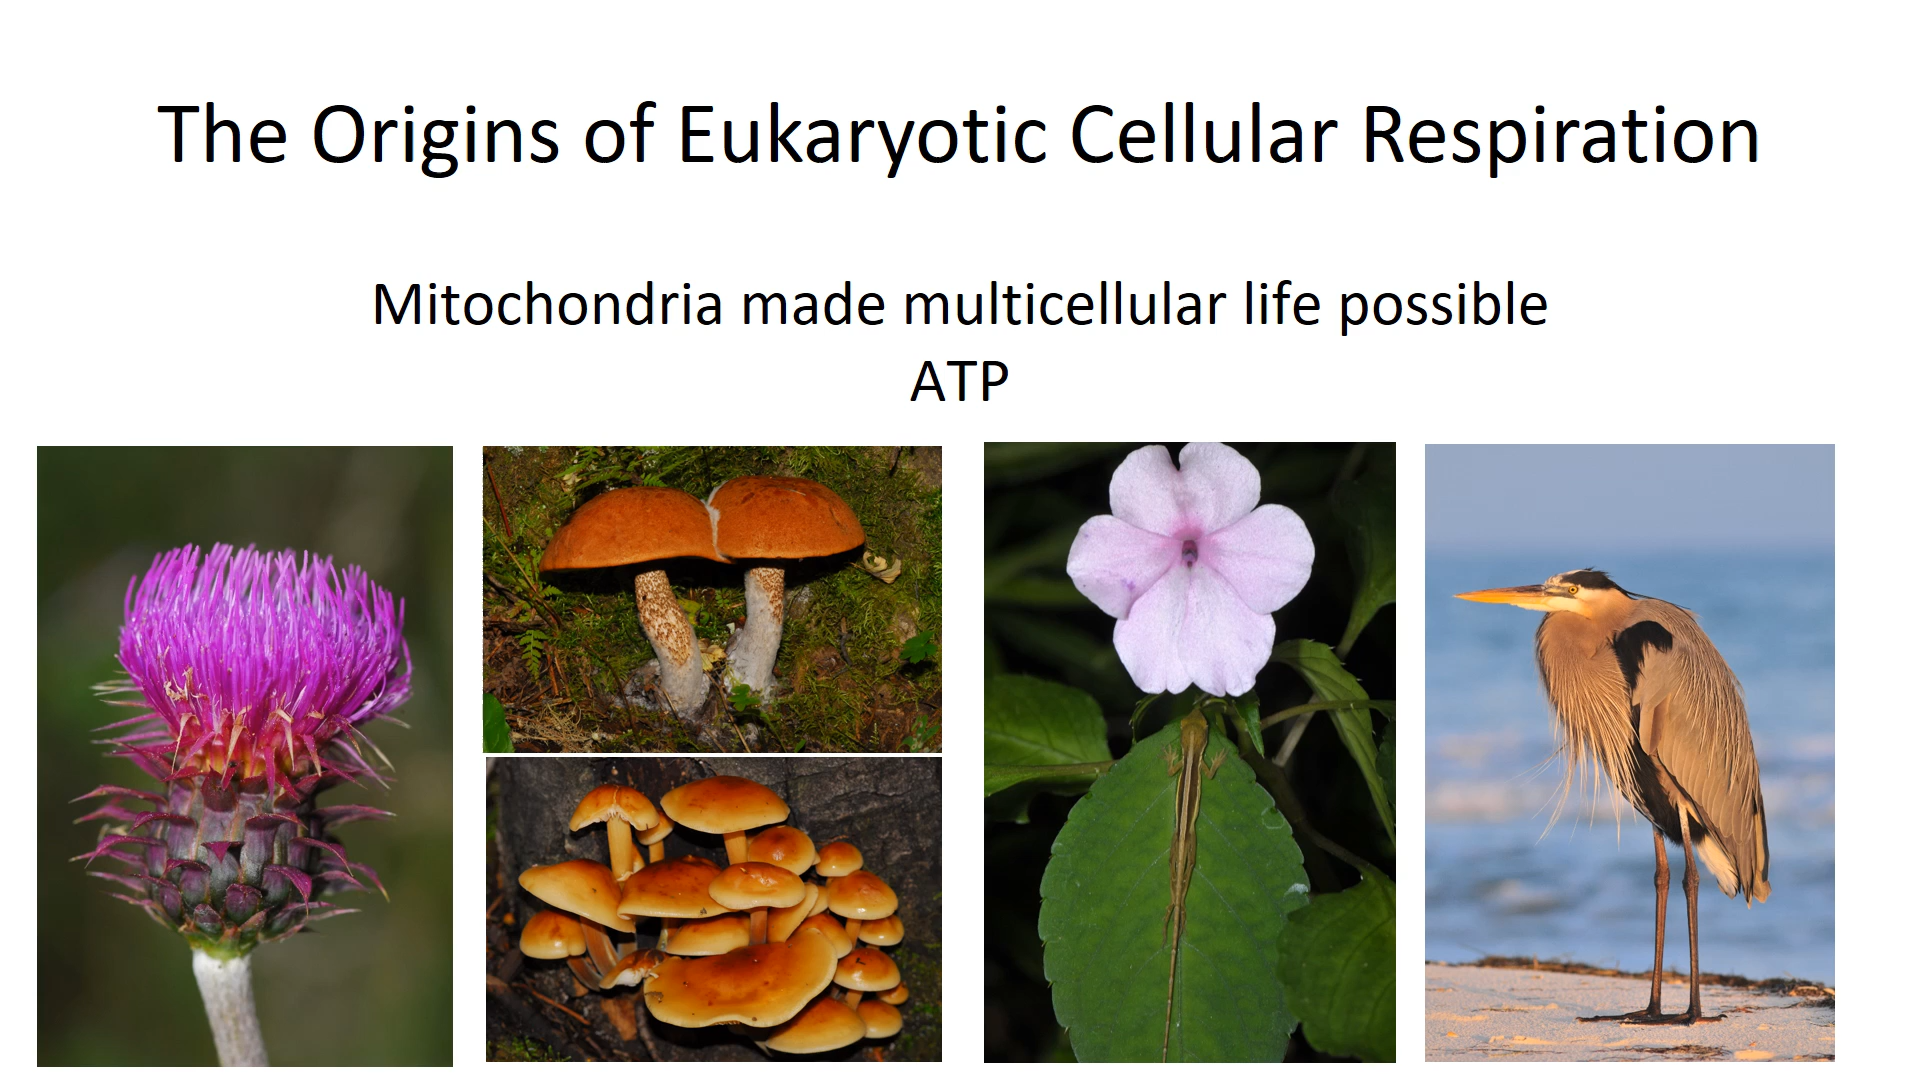 The Origins of Eukaryotic Cellular Respiration
Mitochondria made multicellular life possible
ATP